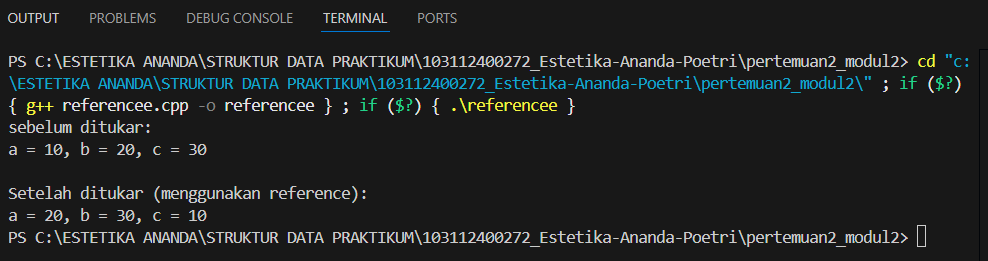 OUTPUT PROBLEMS DEBUG CONSOLE TERMINAL PORTS
PS C:\ESTETIKA ANANDA\STRUKTUR DATA PRAKTIKUM\103112400272_Estetika-Ananda-Poetri\pertemuan2_modul2> cd "c:
\ESTETIKA ANANDA\STRUKTUR DATA PRAKTIKUM\103112400272_Estetika-Ananda-Poetri\pertemuan2_modul2\" ; if ($?)
{ g++ referencee.cpp -o referencee } ; if ($?) { .\referencee }
sebelum ditukar:
a = 10, b = 20, c = 30
Setelah ditukar (menggunakan reference):
a = 20, b = 30, c = 10
PS C:\ESTETIKA ANANDA\STRUKTUR DATA PRAKTIKUM\103112400272_Estetika-Ananda-Poetri\pertemuan2_modul2>